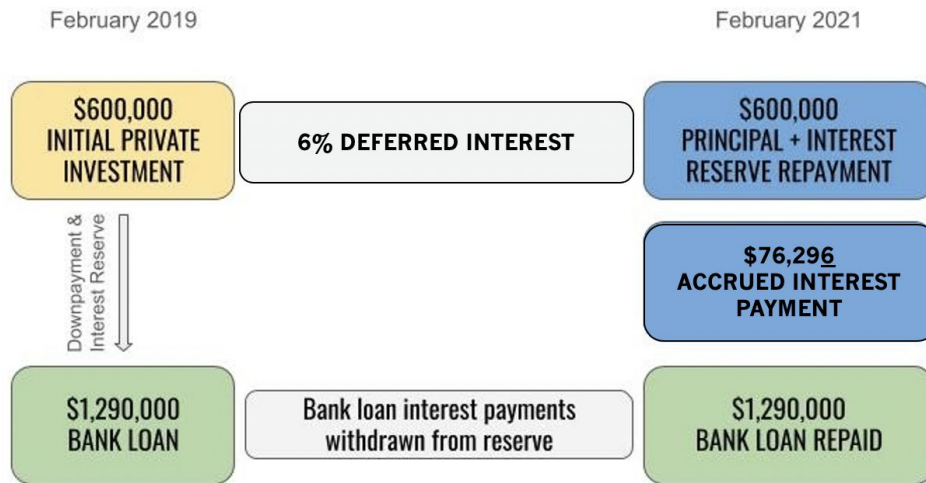 February 2019
February 2021
$600,000
INITIAL PRIVATE
INVESTMENT
6% DEFERRED INTEREST
$600,000
PRINCIPAL + INTEREST
RESERVE REPAYMENT
Downpayment &
Interest Reserve
$76,296
ACCRUED INTEREST
PAYMENT
$1,290,000
BANK LOAN
Bank loan interest payments
withdrawn from reserve
$1,290,000
BANK LOAN REPAID